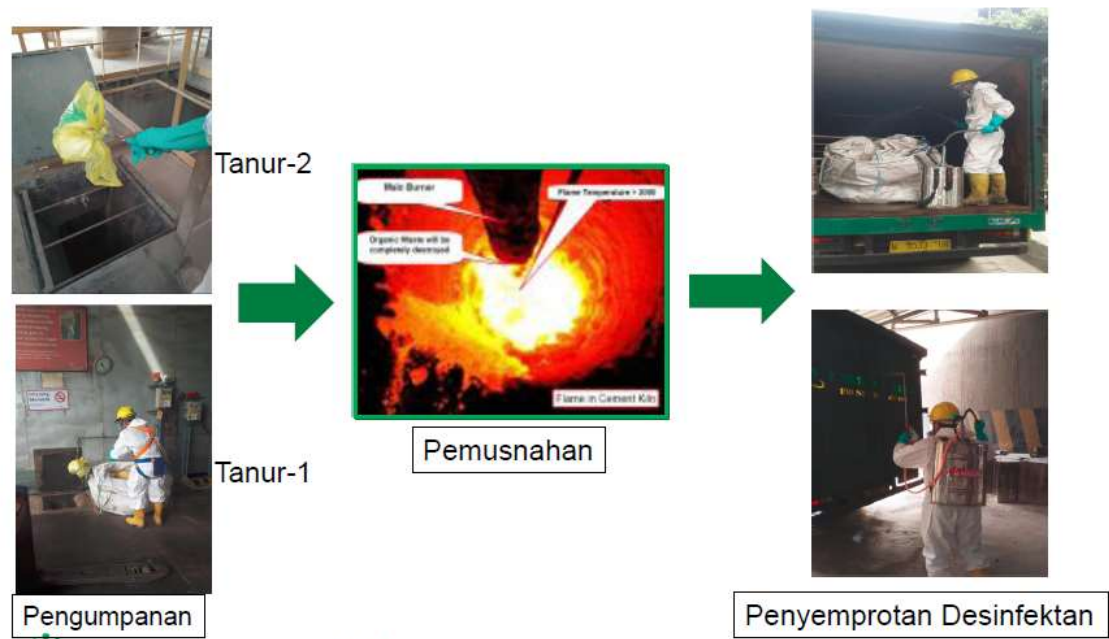 Tanur-2
Tanur-1
Pengumpanan
Main Burner
Flame Temperature > 2000
Organic Waste will be
completely destroyed
Flame in Cement Kiln
Pemusnahan
Penyemprotan Desinfektan